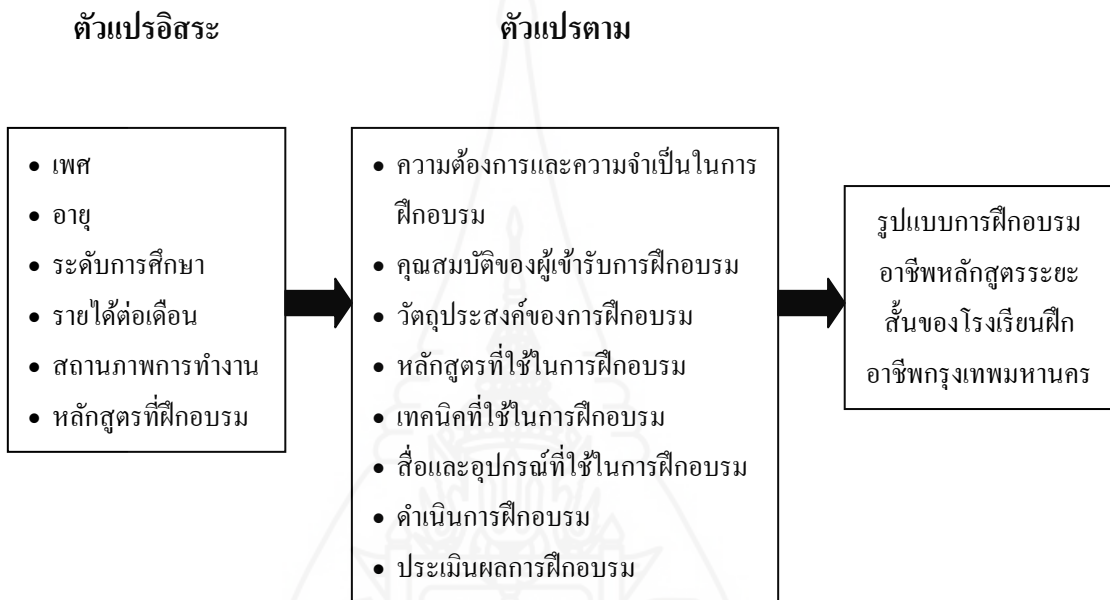 ตัวแปรอิสระ
ตัวแปรตาม
• เพศ
• อายุ
• ระดับการศึกษา
• รายได้ต่อเดือน
• สถานภาพการทำงาน
• หลักสูตรที่ฝึกอบรม
• ความต้องการและความจำเป็นในการ
ฝึกอบรม
• คุณสมบัติของผู้เข้ารับการฝึกอบรม
• วัตถุประสงค์ของการฝึกอบรม
• หลักสูตรที่ใช้ในการฝึกอบรม
• เทคนิคที่ใช้ในการฝึกอบรม
• สื่อและอุปกรณ์ที่ใช้ในการฝึกอบรม
• ดำเนินการฝึกอบรม
• ประเมินผลการฝึกอบรม
รูปแบบการฝึกอบรม
อาชีพหลักสูตรระยะ
สั้นของโรงเรียนฝึก
อาชีพกรุงเทพมหานคร